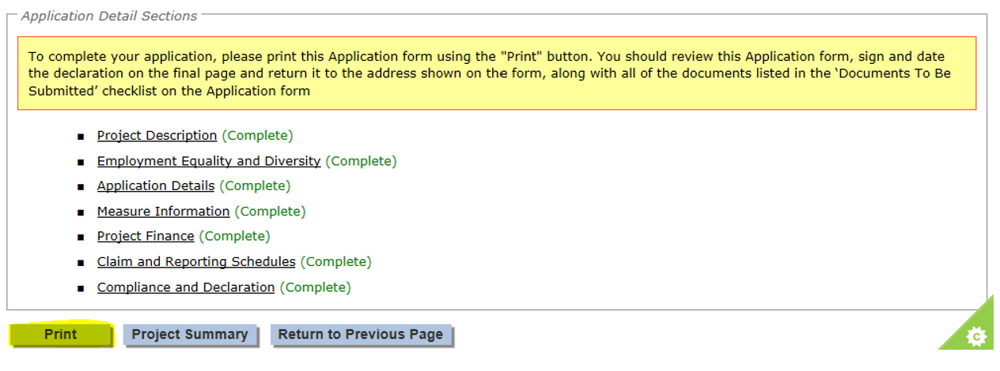 Application Detail Sections
To complete your application, please print this Application form using the "Print" button. You should review this Application form, sign and date
the declaration on the final page and return it to the address shown on the form, along with all of the documents listed in the ‘Documents To Be
Submitted’ checklist on the Application form
▪ Project Description (Complete)
▪ Employment Equality and Diversity (Complete)
▪ Application Details (Complete)
▪ Measure Information (Complete)
▪ Project Finance (Complete)
▪ Claim and Reporting Schedules (Complete)
▪ Compliance and Declaration (Complete)
Print Project Summary Return to Previous Page
C